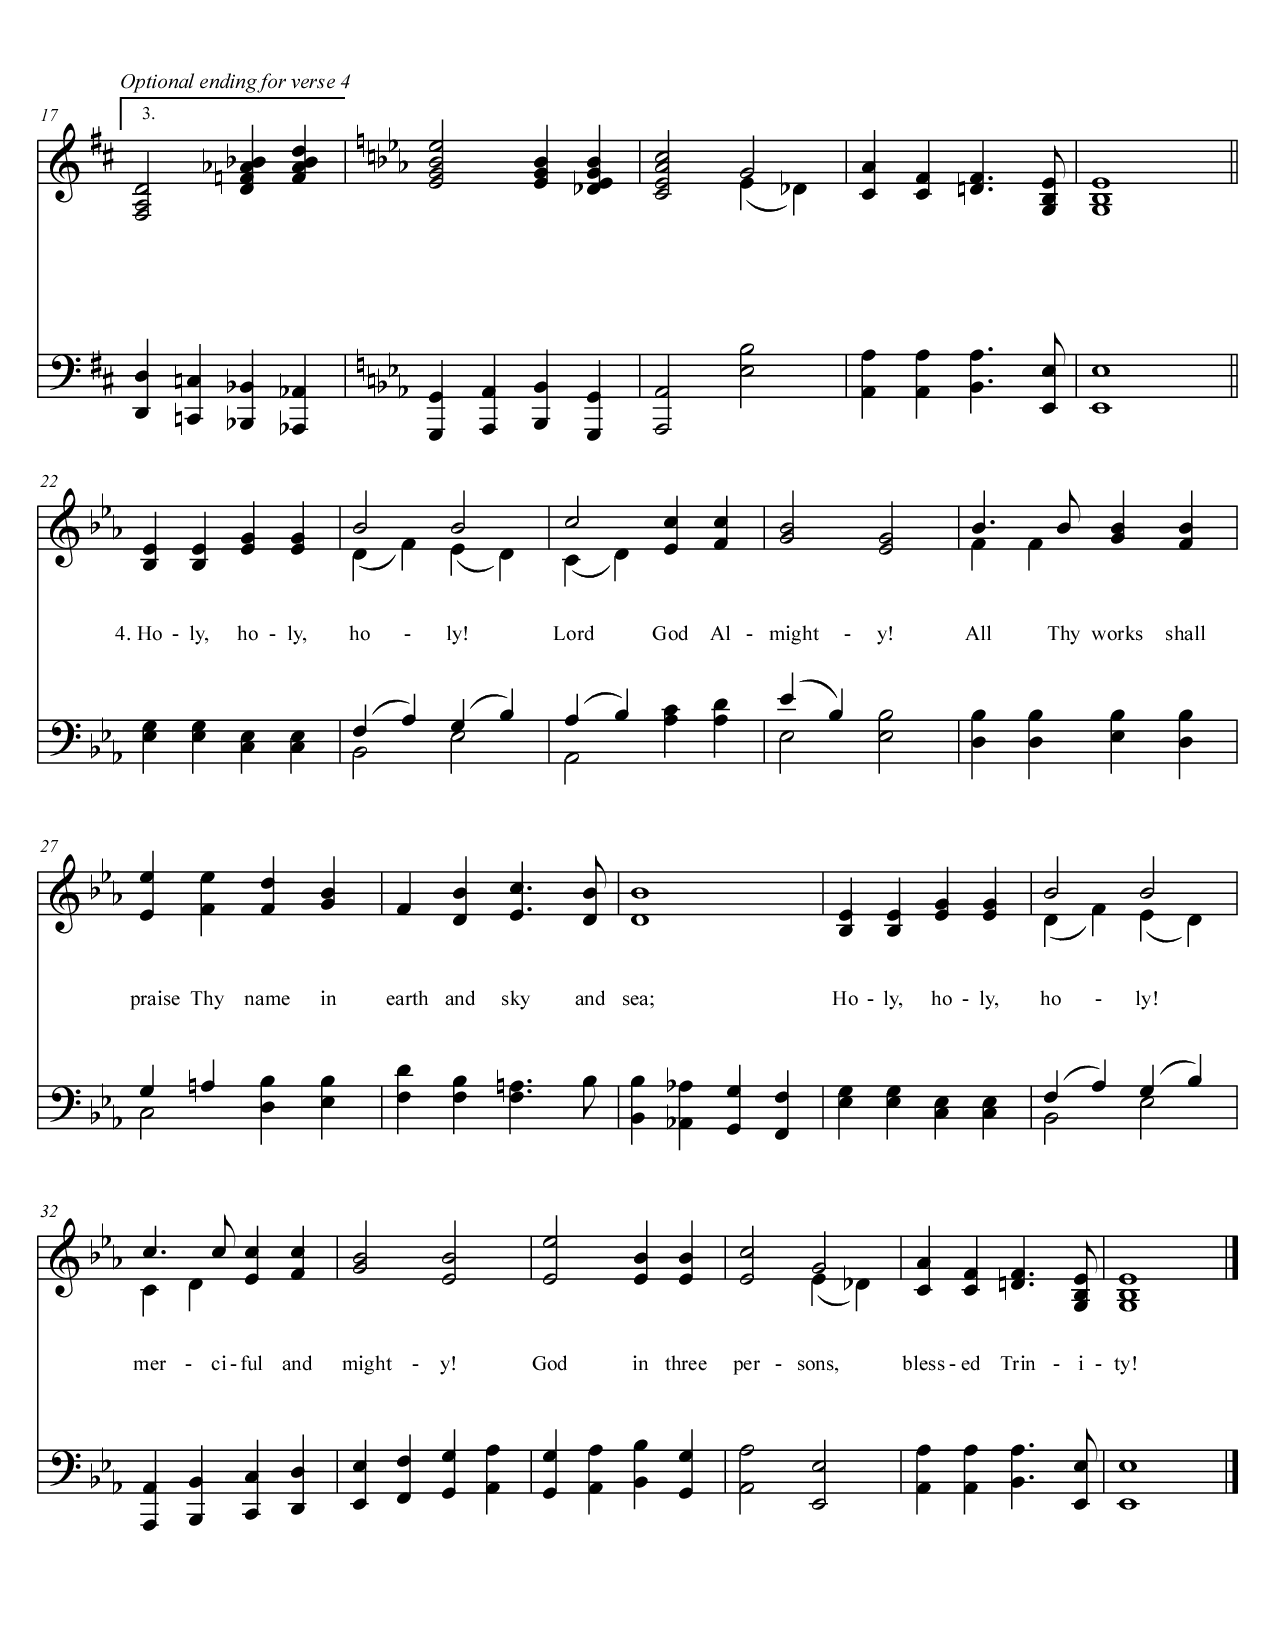 Optional ending for verse 4
17
3.
22
4. Ho - ly, ho - ly, ho - ly! Lord God Al - might - y! All Thy works shall
27
praise Thy name in earth and sky and sea; Ho - ly, ho - ly, ho - ly!
32
mer - ci - ful and might - y! God in three per - sons, bless - ed Trin - i - ty!